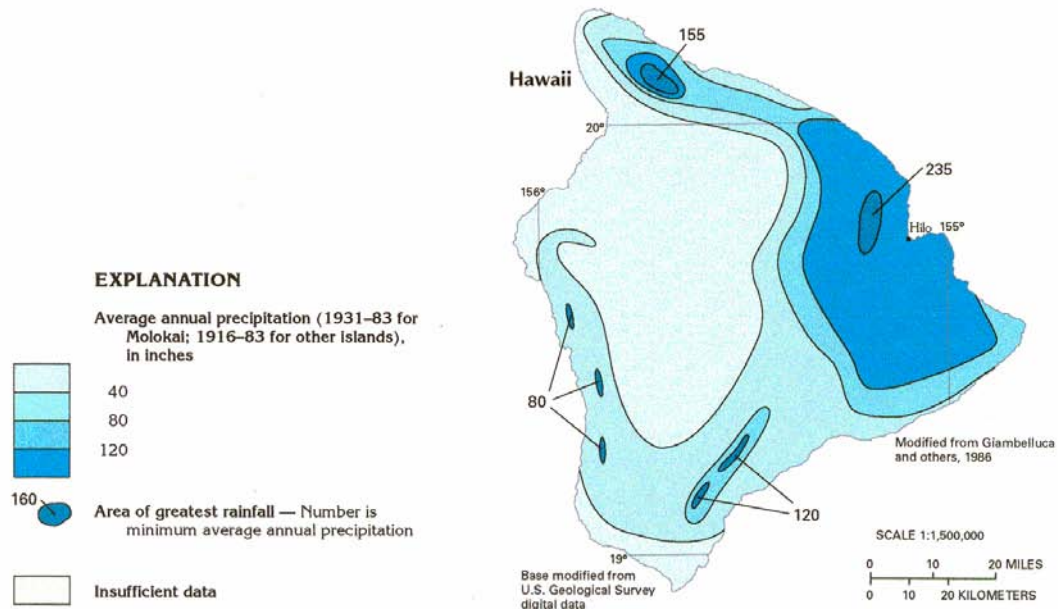 155
Hawaii
20°
235
156°
Hilo 155°
EXPLANATION
Average annual precipitation (1931–83 for
Molokai; 1916–83 for other islands),
in inches
40
80
120
160
Area of greatest rainfall — Number is
minimum average annual precipitation
Insufficient data
80
Modified from Giambelluca
and others, 1986
120
SCALE 1:1,500,000
0 10 20 MILES
0 10 20 KILOMETERS
19°
Base modified from
U.S. Geological Survey
digital data